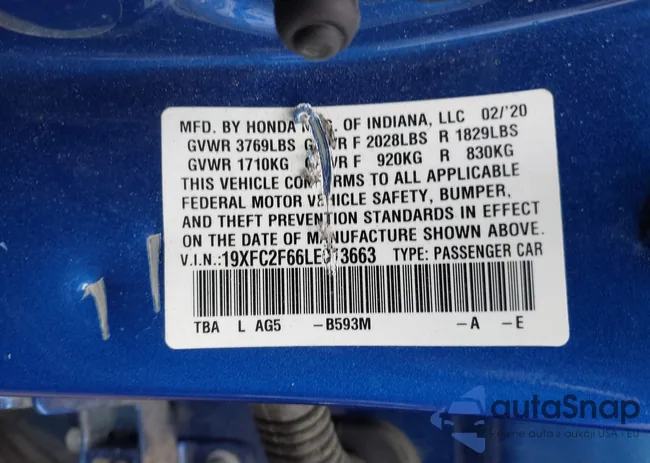 MFD. BY HONDA OF INDIANA, LLC 02/'20
GVWR 3769LBS F 2028LBS R 1829LBS
GVWR 1710KG F 920KG R 830KG
THIS VEHICLE TO ALL APPLICABLE
FEDERAL MOTOR VEHICLE SAFETY, BUMPER,
AND THEFT PREVENTION STANDARDS IN EFFECT
ON THE DATE OF MANUFACTURE SHOWN ABOVE.
V.I.N.: TYPE: PASSENGER CAR
TBA L AG5 -B593M -A -E
autoSnap